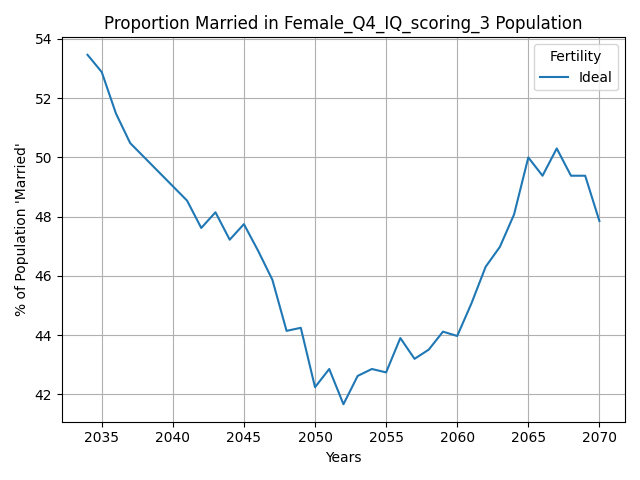 Proportion Married in Female_Q4_IQ_scoring_3 Population
% of Population 'Married'
54
52
50
48
46
44
42
Fertility
Ideal
2035 2040 2045 2050 2055 2060 2065 2070
Years